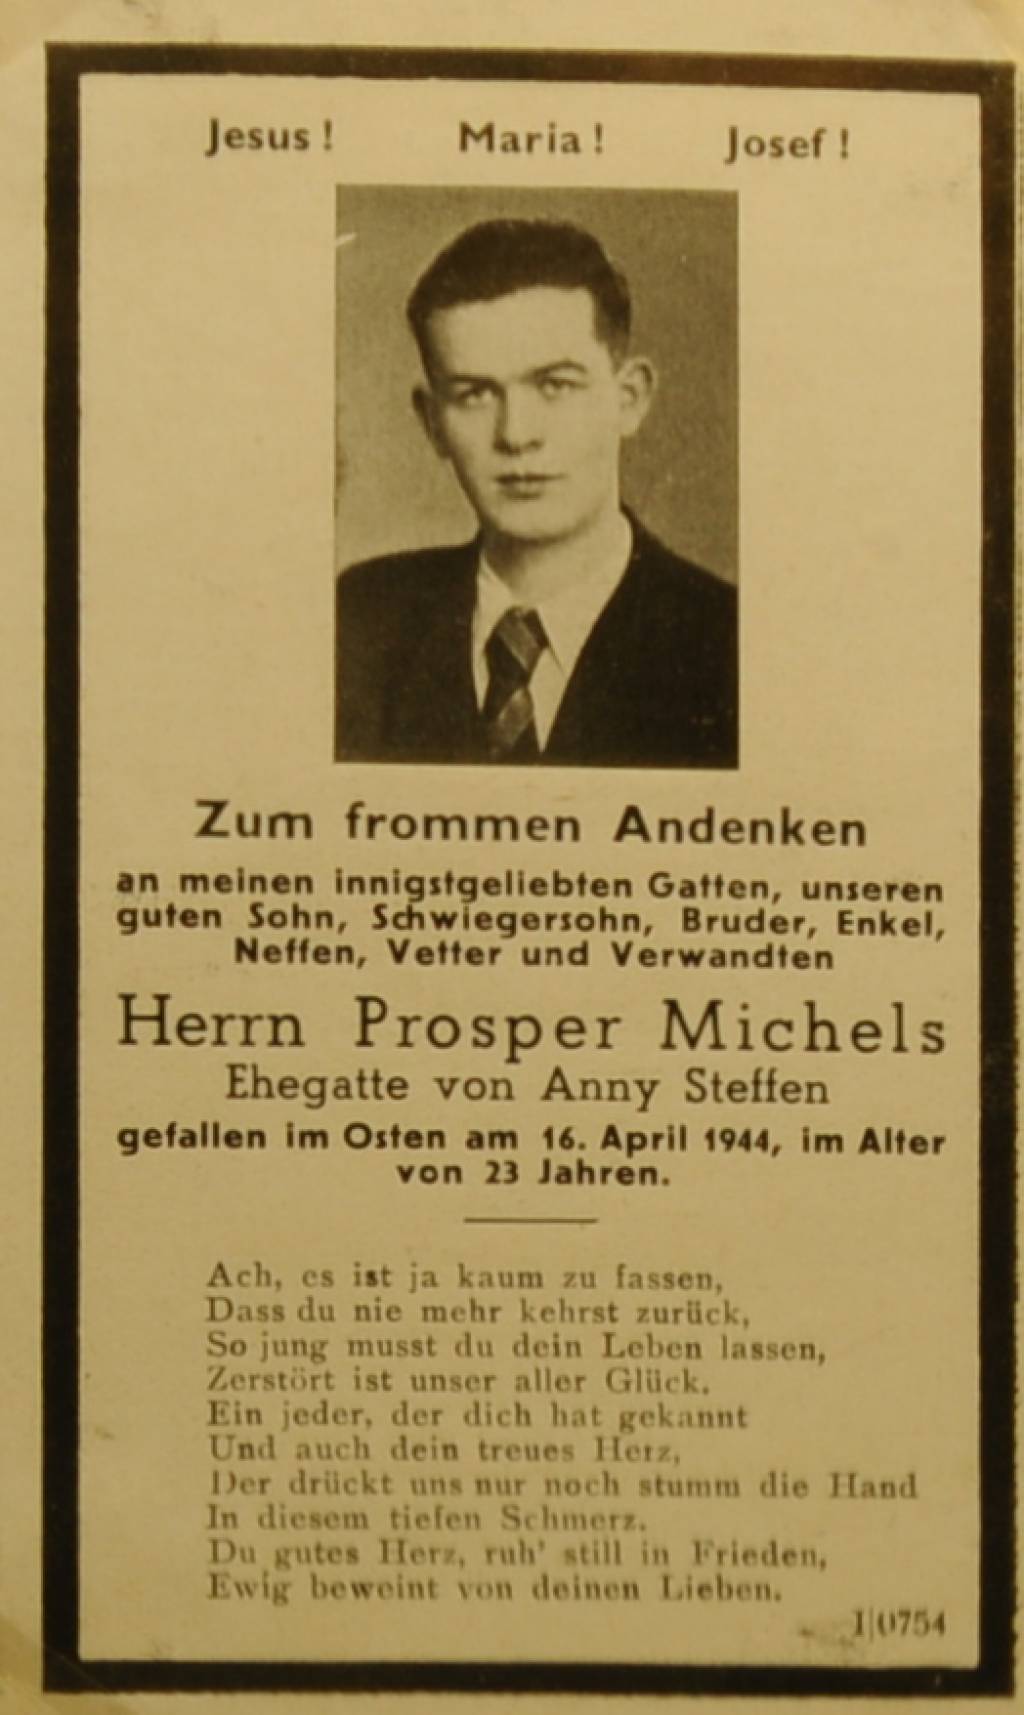 Jesus! Maria! Josef!
Zum frommen Andenken
an meinen innigstgeliebten Gatten, unseren
guten Sohn, Schwiegersohn, Bruder, Enkel,
Neffen, Vetter und Verwandten
Herrn Prosper Michels
Ehegatte von Anny Steffen
gefallen im Osten am 16. April 1944, im Alter
von 23 Jahren.
Ach, es ist ja kaum zu fassen,
Dass du nie mehr kehrst zurück,
So jung musst du dein Leben lassen,
Zerstört ist unser aller Glück.
Ein jeder, der dich hat gekannt
Und auch dein treues Herz,
Der drückt uns nur noch stumm die Hand
In diesem tiefen Schmerz.
Du gutes Herz, ruh' still in Frieden,
Ewig beweint von deinen Lieben.
I|0754